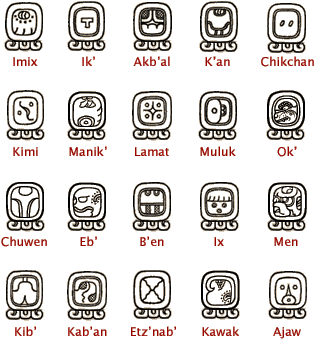 Imix Ik’ Akb’al K’an Chikchan
Kimi Manik’ Lamat Muluk Ok’
Chuwen Eb’ B’en Ix Men
Kib’ Kab’an Etz’nab’ Kawak Ajaw